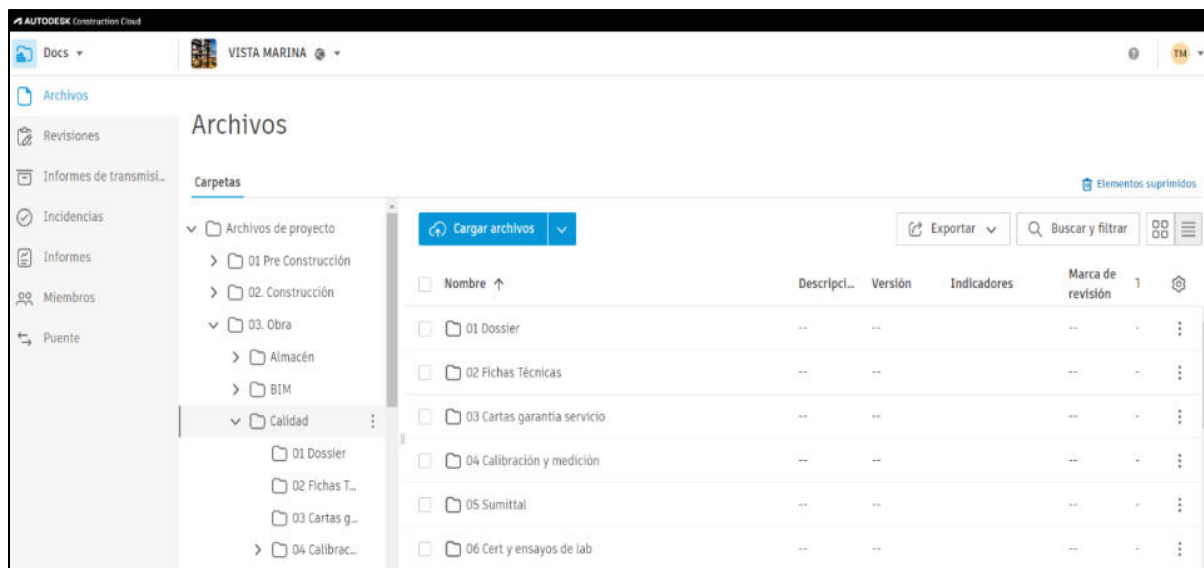 AUTODESK Construction Cloud
Docs
VISTA MARINA
TM
Archivos
Revisiones
Informes de transmisi...
Incidencias
Informes
Miembros
Puente
Archivos
Carpetas
Elementos suprimidos
Archivos de proyecto
01 Pre Construcción
02. Construcción
03. Obra
Almacén
BIM
Calidad
01 Dossier
02 Fichas T...
03 Cartas g...
04 Calibrac...
Cargar archivos
Exportar
Buscar y filtrar
Nombre ↑ Descripci... Versión Indicadores Marca de revisión
01 Dossier -- -- -- -
02 Fichas Técnicas -- -- -- -
03 Cartas garantia servicio -- -- -- -
04 Calibración y medición -- -- -- -
05 Sumittal -- -- -- -
06 Cert y ensayos de lab -- -- -- -